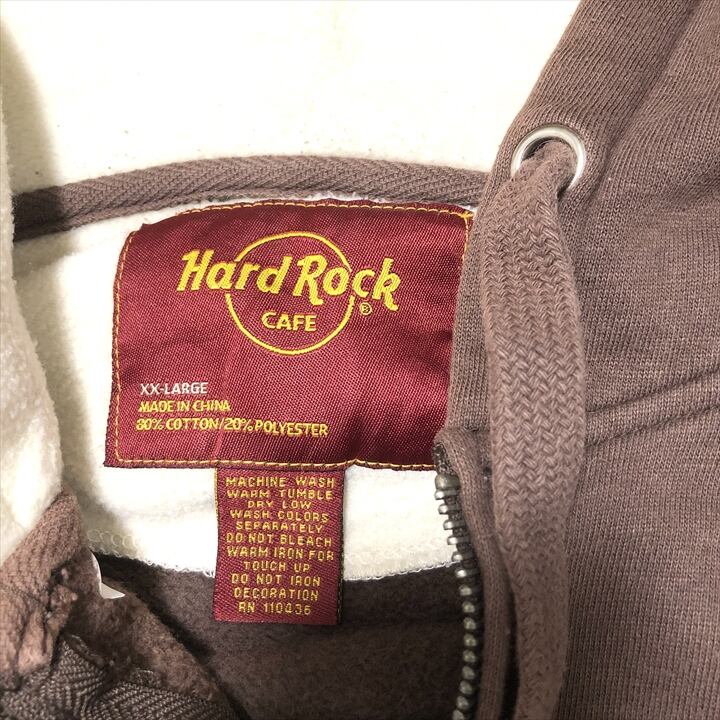 Hard Rock
®
CAFE
XX-LARGE
MADE IN CHINA
80% COTTON/20% POLYESTER
MACHINE WASH
WARM TUMBLE
DRY LOW
WASH COLORS
SEPARATELY
DO NOT BLEACH
WARM IRON FOR
TOUCH UP
DO NOT IRON
DECORATION
RN 110436